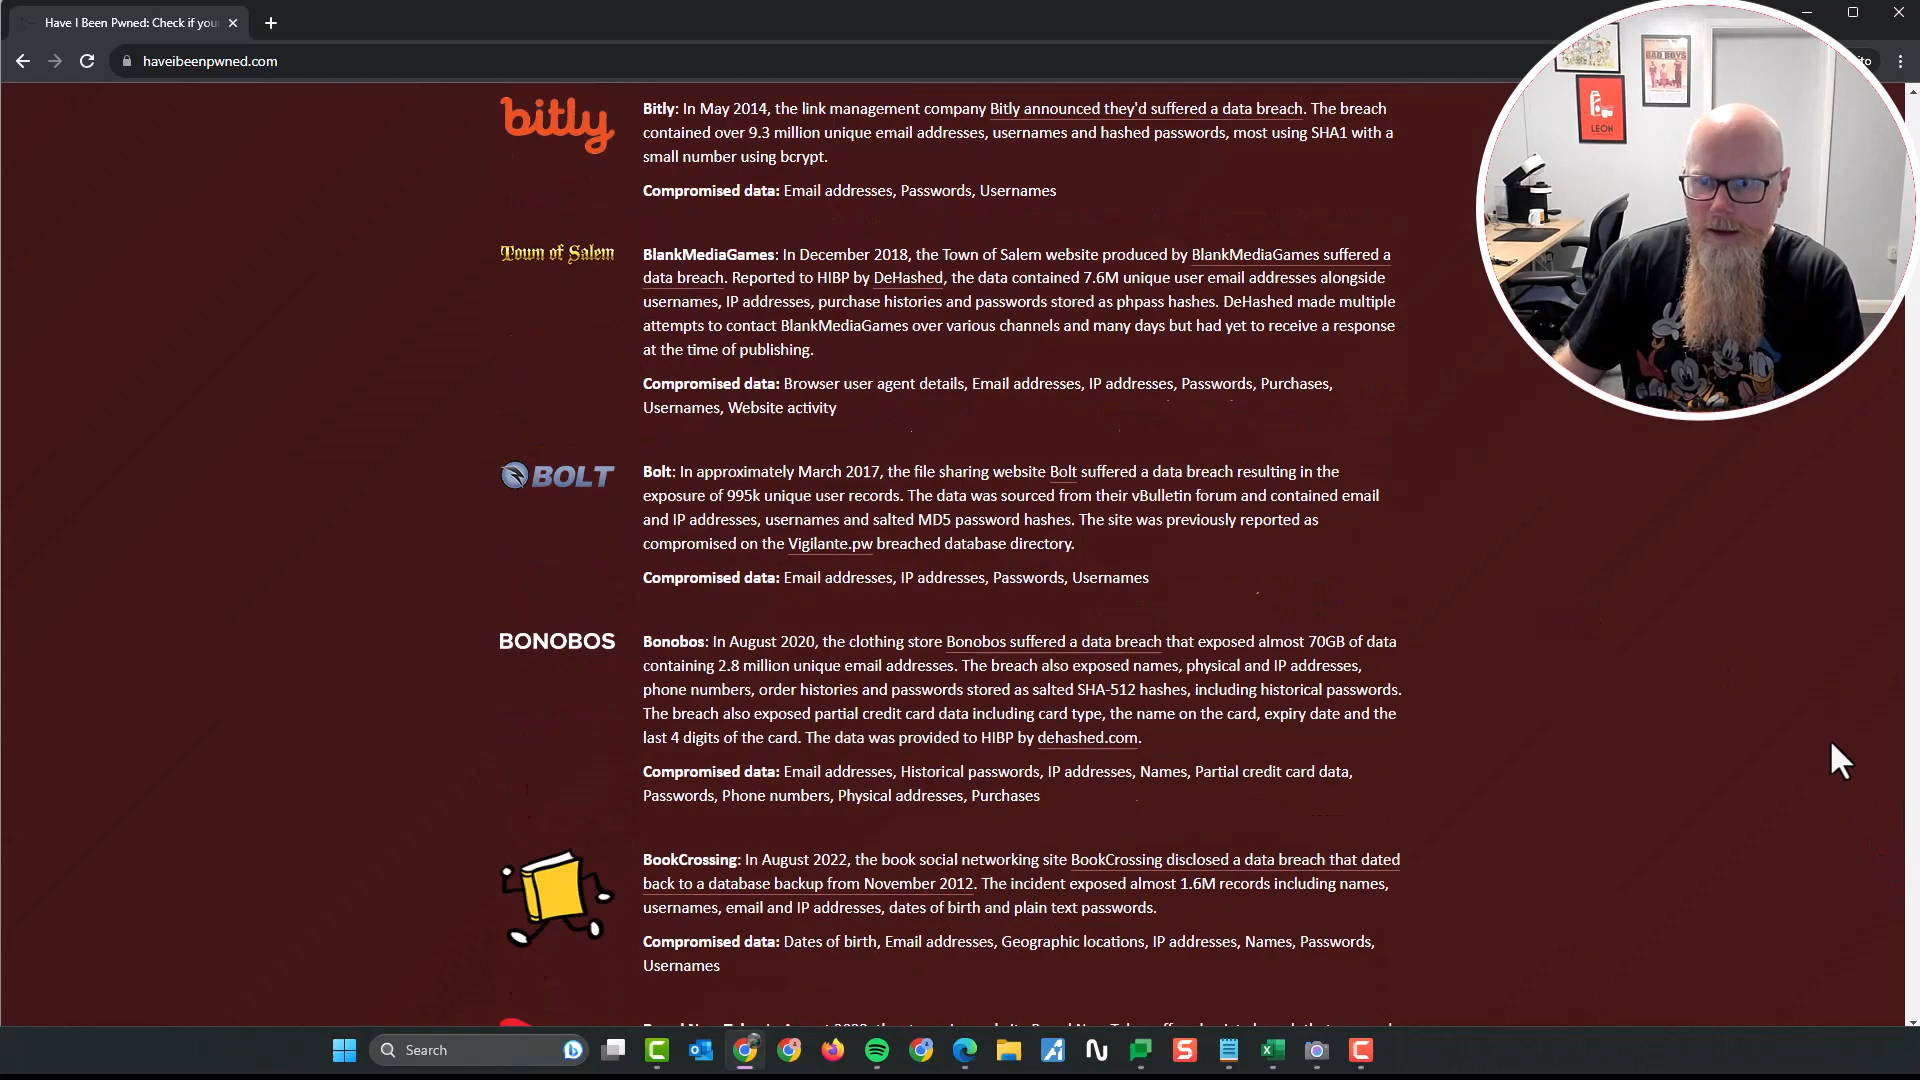 Have I Been Pwned: Check if you
haveibeenpwned.com
to
BAD BOYS
LEON
bitly
Bitly: In May 2014, the link management company Bitly announced they'd suffered a data breach. The breach
contained over 9.3 million unique email addresses, usernames and hashed passwords, most using SHA1 with a
small number using bcrypt.
Compromised data: Email addresses, Passwords, Usernames
Town of Salem
BlankMediaGames: In December 2018, the Town of Salem website produced by BlankMediaGames suffered a
data breach. Reported to HIBP by DeHashed, the data contained 7.6M unique user email addresses alongside
usernames, IP addresses, purchase histories and passwords stored as phpass hashes. DeHashed made multiple
attempts to contact BlankMediaGames over various channels and many days but had yet to receive a response
at the time of publishing.
Compromised data: Browser user agent details, Email addresses, IP addresses, Passwords, Purchases,
Usernames, Website activity
BOLT
Bolt: In approximately March 2017, the file sharing website Bolt suffered a data breach resulting in the
exposure of 995k unique user records. The data was sourced from their vBulletin forum and contained email
and IP addresses, usernames and salted MD5 password hashes. The site was previously reported as
compromised on the Vigilante.pw breached database directory.
Compromised data: Email addresses, IP addresses, Passwords, Usernames
BONOBOS
Bonobos: In August 2020, the clothing store Bonobos suffered a data breach that exposed almost 70GB of data
containing 2.8 million unique email addresses. The breach also exposed names, physical and IP addresses,
phone numbers, order histories and passwords stored as salted SHA-512 hashes, including historical passwords.
The breach also exposed partial credit card data including card type, the name on the card, expiry date and the
last 4 digits of the card. The data was provided to HIBP by dehashed.com.
Compromised data: Email addresses, Historical passwords, IP addresses, Names, Partial credit card data,
Passwords, Phone numbers, Physical addresses, Purchases
BookCrossing: In August 2022, the book social networking site BookCrossing disclosed a data breach that dated
back to a database backup from November 2012. The incident exposed almost 1.6M records including names,
usernames, email and IP addresses, dates of birth and plain text passwords.
Compromised data: Dates of birth, Email addresses, Geographic locations, IP addresses, Names, Passwords,
Usernames
Search